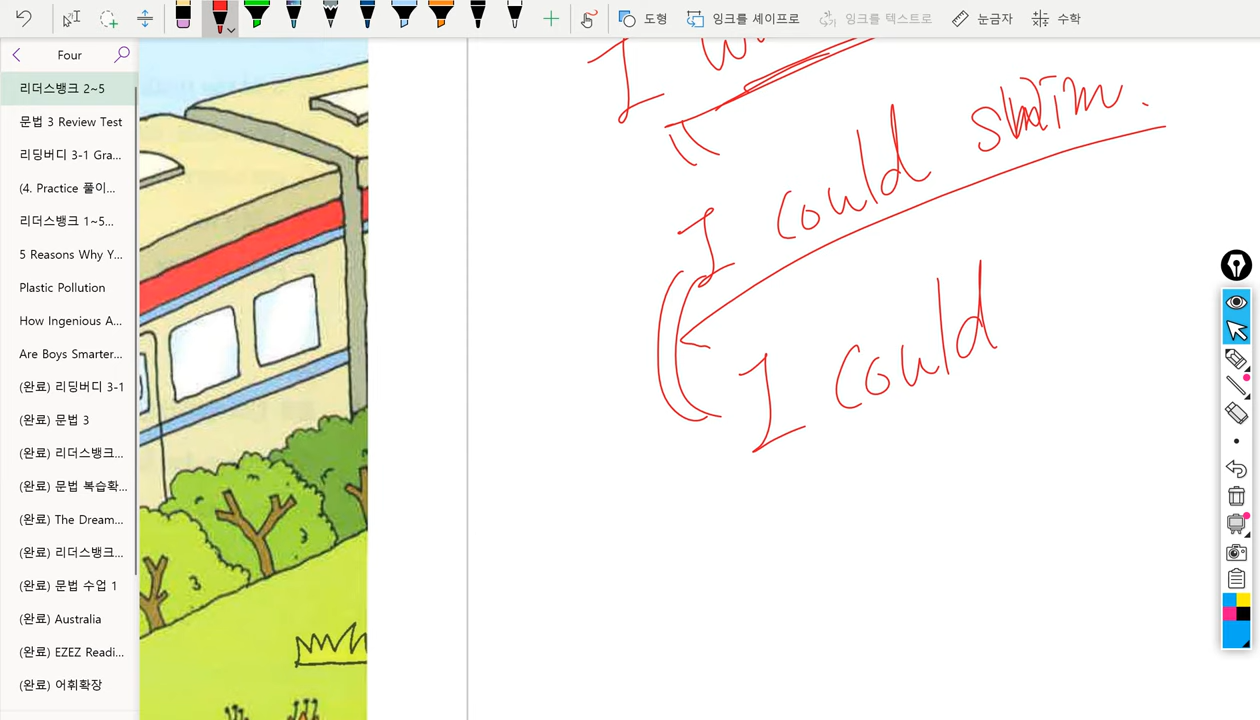 도형
잉크를 셰이프로
잉크를 텍스트로
눈금자
수학
Four
리더스뱅크 2~5
문법 3 Review Test
리딩버디 3-1 Gra...
(4. Practice 풀이...
리더스뱅크 1~5...
5 Reasons Why Y...
Plastic Pollution
How Ingenious A...
Are Boys Smarter...
(완료) 리딩버디 3-1
(완료) 문법 3
(완료) 리더스뱅크...
(완료) 문법 복습확...
(완료) The Dream...
(완료) 리더스뱅크...
(완료) 문법 수업 1
(완료) Australia
(완료) EZEZ Readi...
(완료) 어휘확장
I
I could swim.
I could